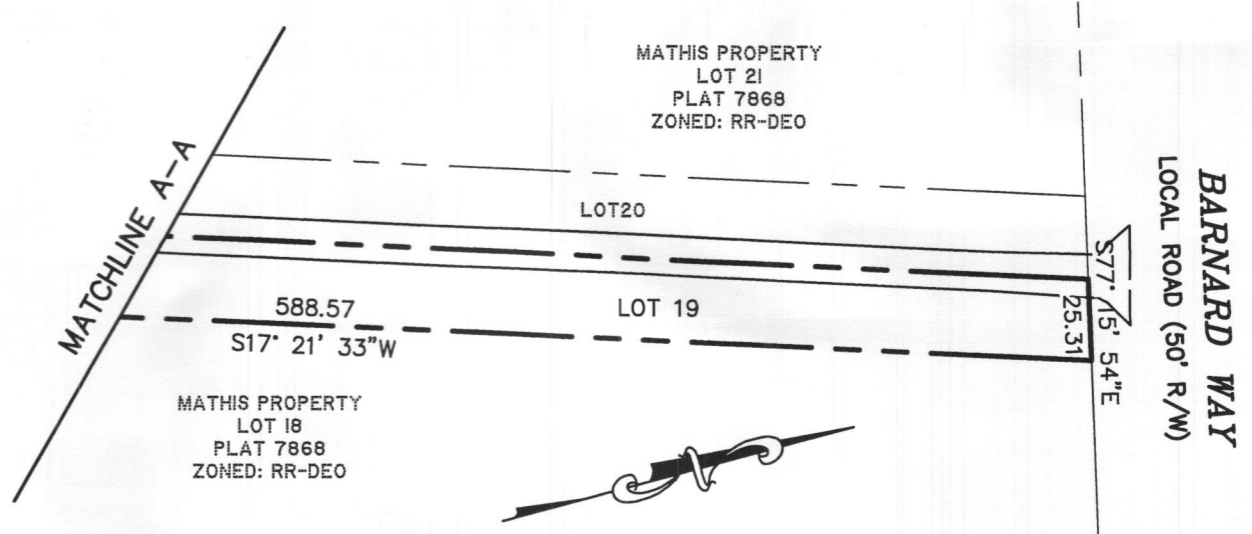 MATHIS PROPERTY
LOT 21
PLAT 7868
ZONED: RR-DEO
MATCHLINE A-A
LOT20
588.57
LOT 19
S17° 21' 33"W
MATHIS PROPERTY
LOT 18
PLAT 7868
ZONED: RR-DEO
N
S77° 15' 54"E
25.31
BARNARD WAY
LOCAL ROAD (50' R/W)